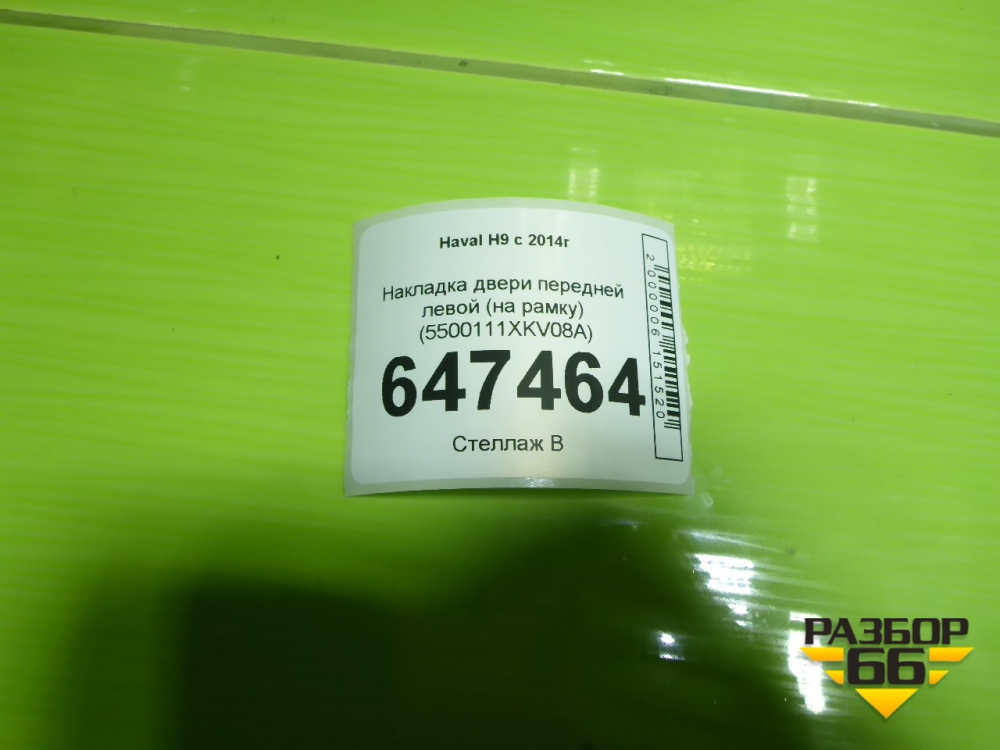 Haval H9 с 2014г
Накладка двери передней
левой (на рамку)
(5500111XKV08A)
647464
Стеллаж В
2000006151520
РАЗБОР
66